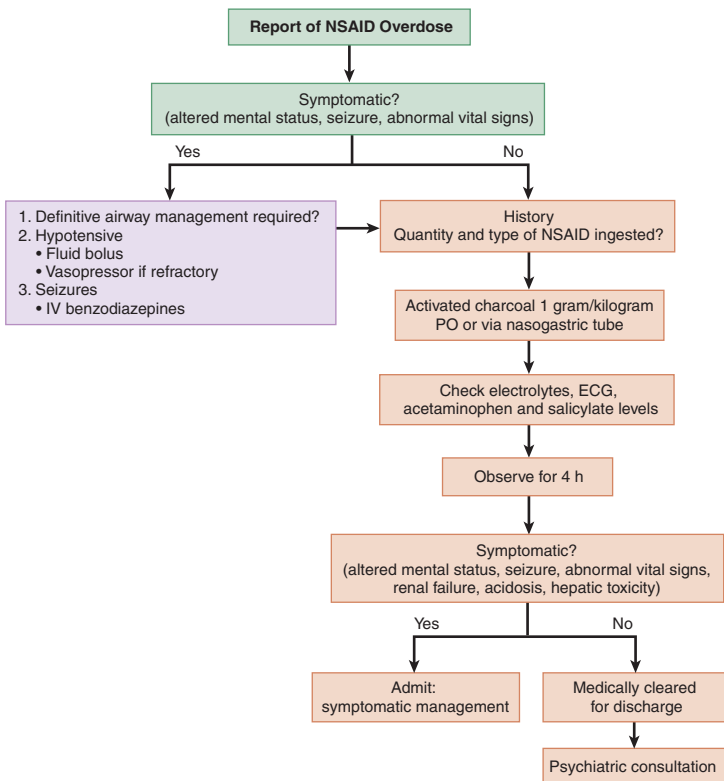 Report of NSAID Overdose
Symptomatic?
(altered mental status, seizure, abnormal vital signs)
Yes
No
1. Definitive airway management required?
2. Hypotensive
• Fluid bolus
• Vasopressor if refractory
3. Seizures
• IV benzodiazepines
History
Quantity and type of NSAID ingested?
Activated charcoal 1 gram/kilogram
PO or via nasogastric tube
Check electrolytes, ECG,
acetaminophen and salicylate levels
Observe for 4 h
Symptomatic?
(altered mental status, seizure, abnormal vital signs,
renal failure, acidosis, hepatic toxicity)
Yes
No
Admit:
symptomatic management
Medically cleared
for discharge
Psychiatric consultation